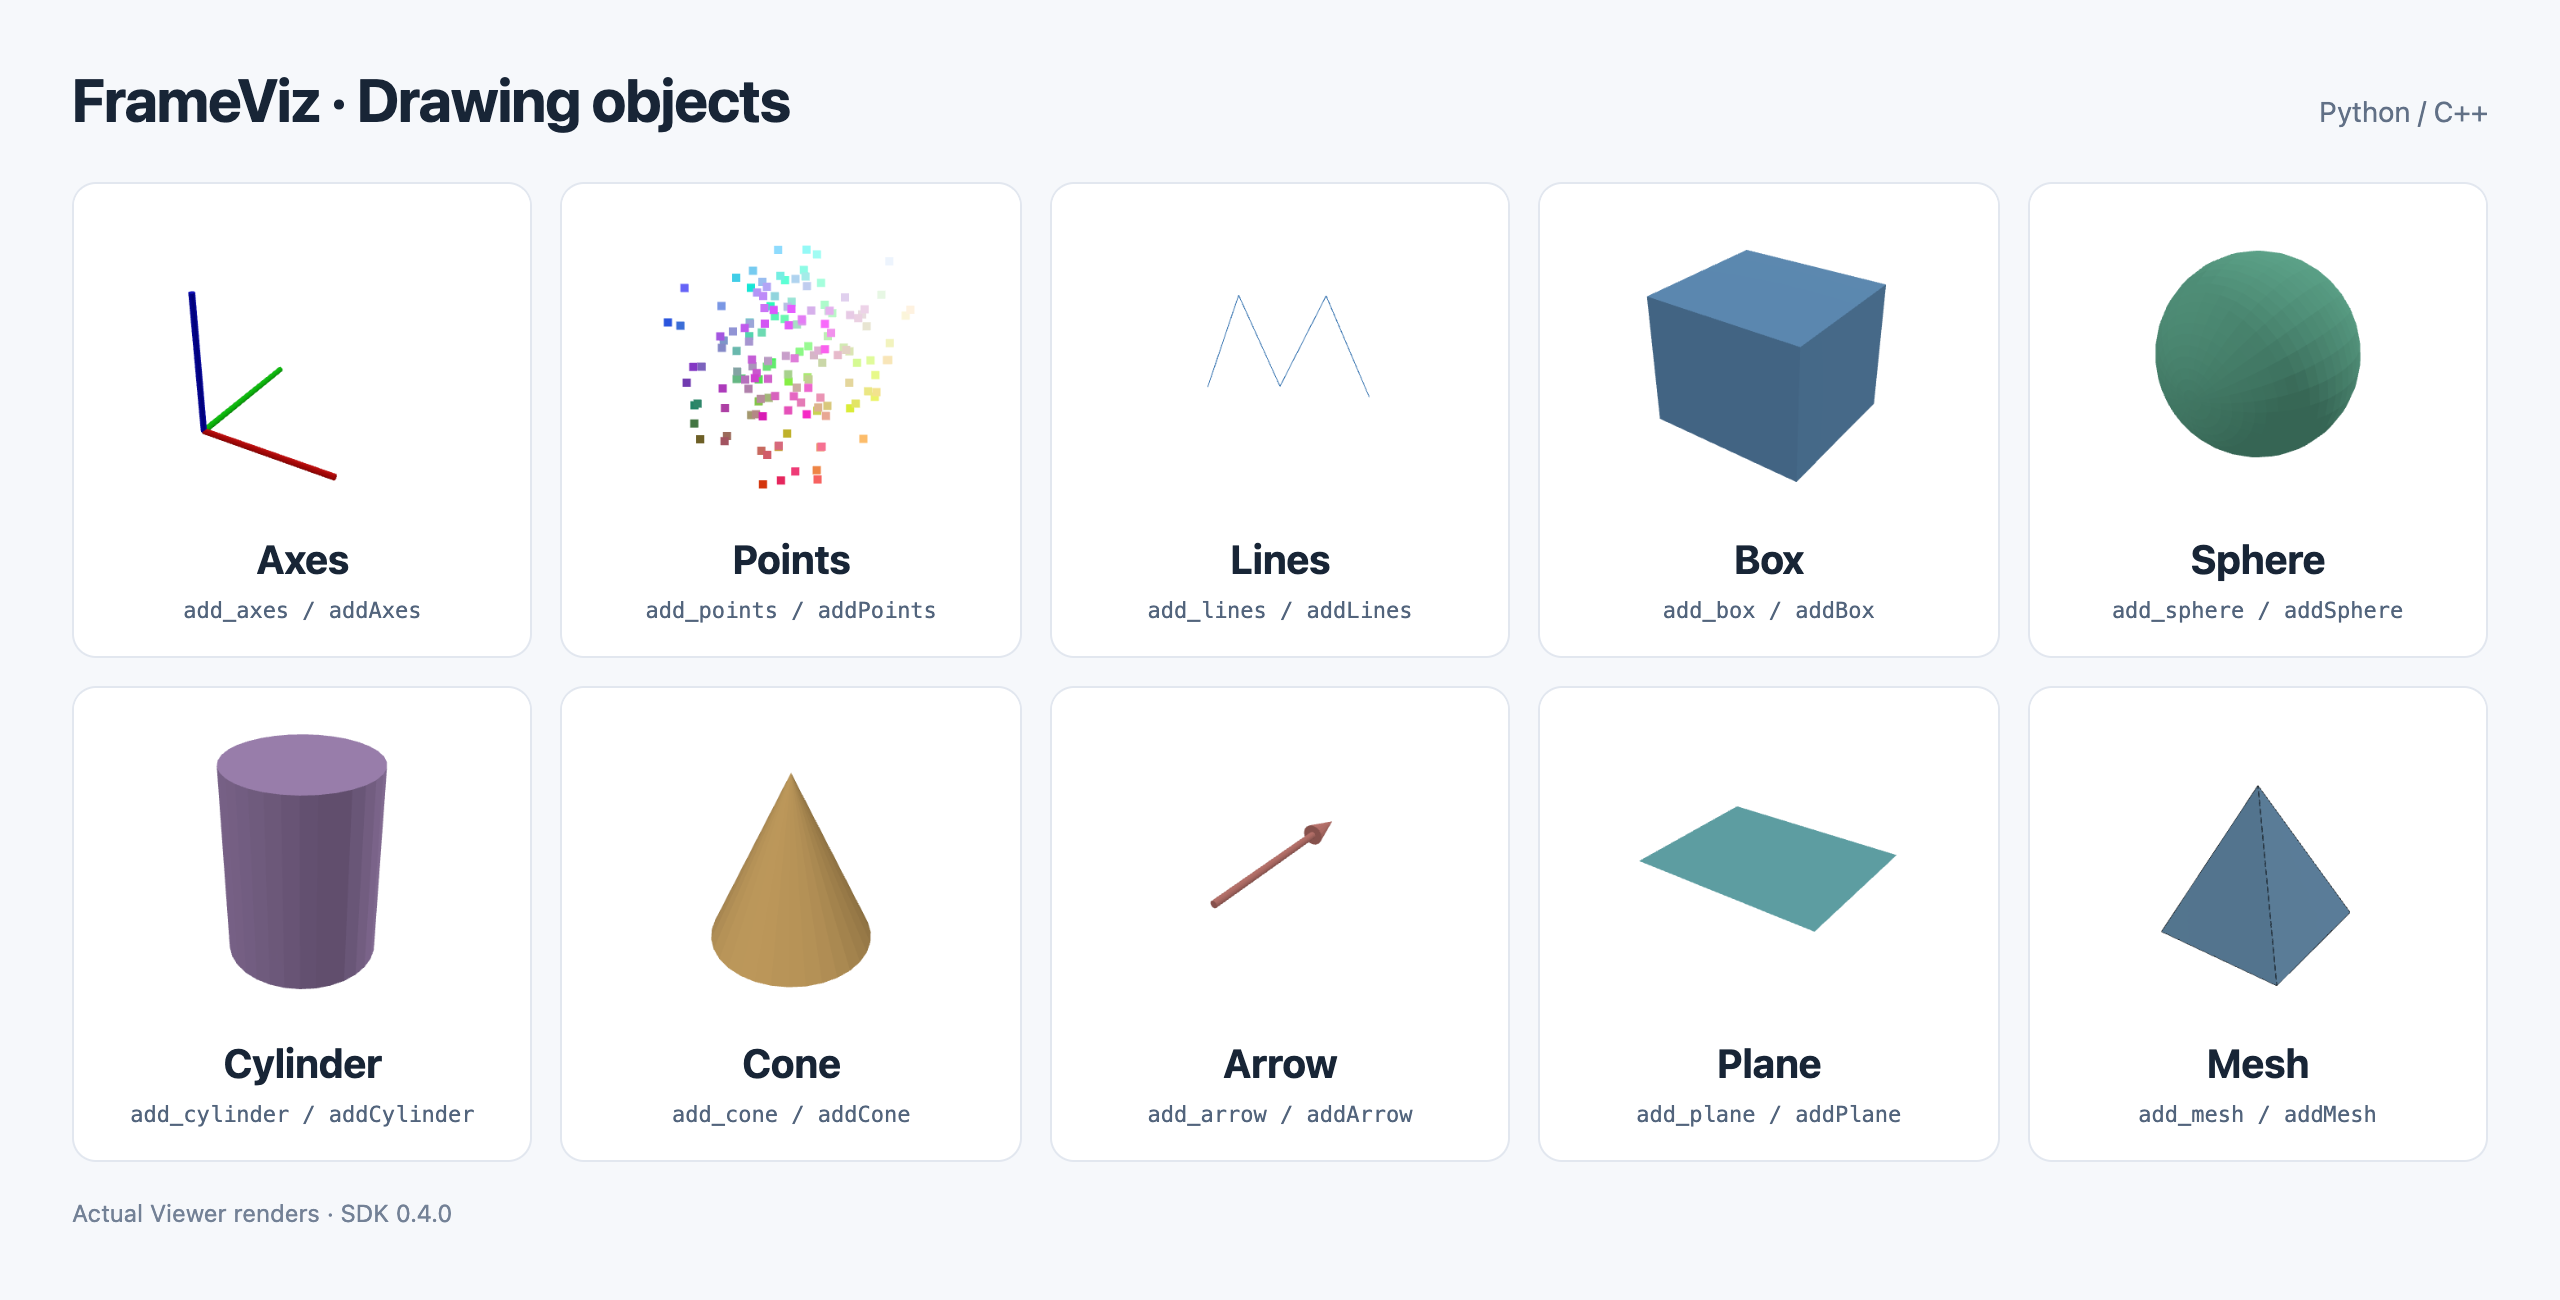 FrameViz · Drawing objects
Python / C++
Axes
add_axes / addAxes
Points
add_points / addPoints
Lines
add_lines / addLines
Box
add_box / addBox
Sphere
add_sphere / addSphere
Cylinder
add_cylinder / addCylinder
Cone
add_cone / addCone
Arrow
add_arrow / addArrow
Plane
add_plane / addPlane
Mesh
add_mesh / addMesh
Actual Viewer renders · SDK 0.4.0